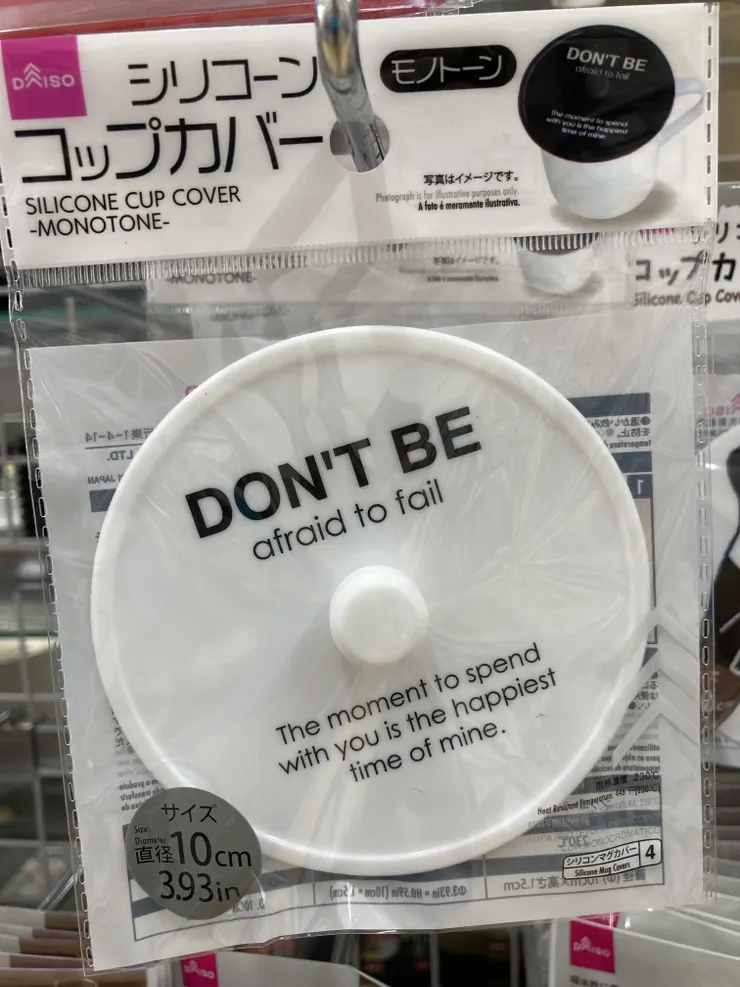 DAISO
シリコーン
コップカバー
SILICONE CUP COVER
-MONOTONE-
モノトーン
写真はイメージです。
Photograph is for illustrative purposes only.
A foto é meramente ilustrativa.
DON'T BE
afraid to fail
The moment to spend
with you is the happiest
time of mine.
-MONOTONE-
コップカ
Silicone Cup Cov
DON'T BE
afraid to fail
The moment to spend
with you is the happiest
time of mine.
サイズ
Size:
Diameter
直径10cm
3.93in
230℃
Heat Resistant Temperature:
シリコンマグカバー 4
Silicone Mug Covers